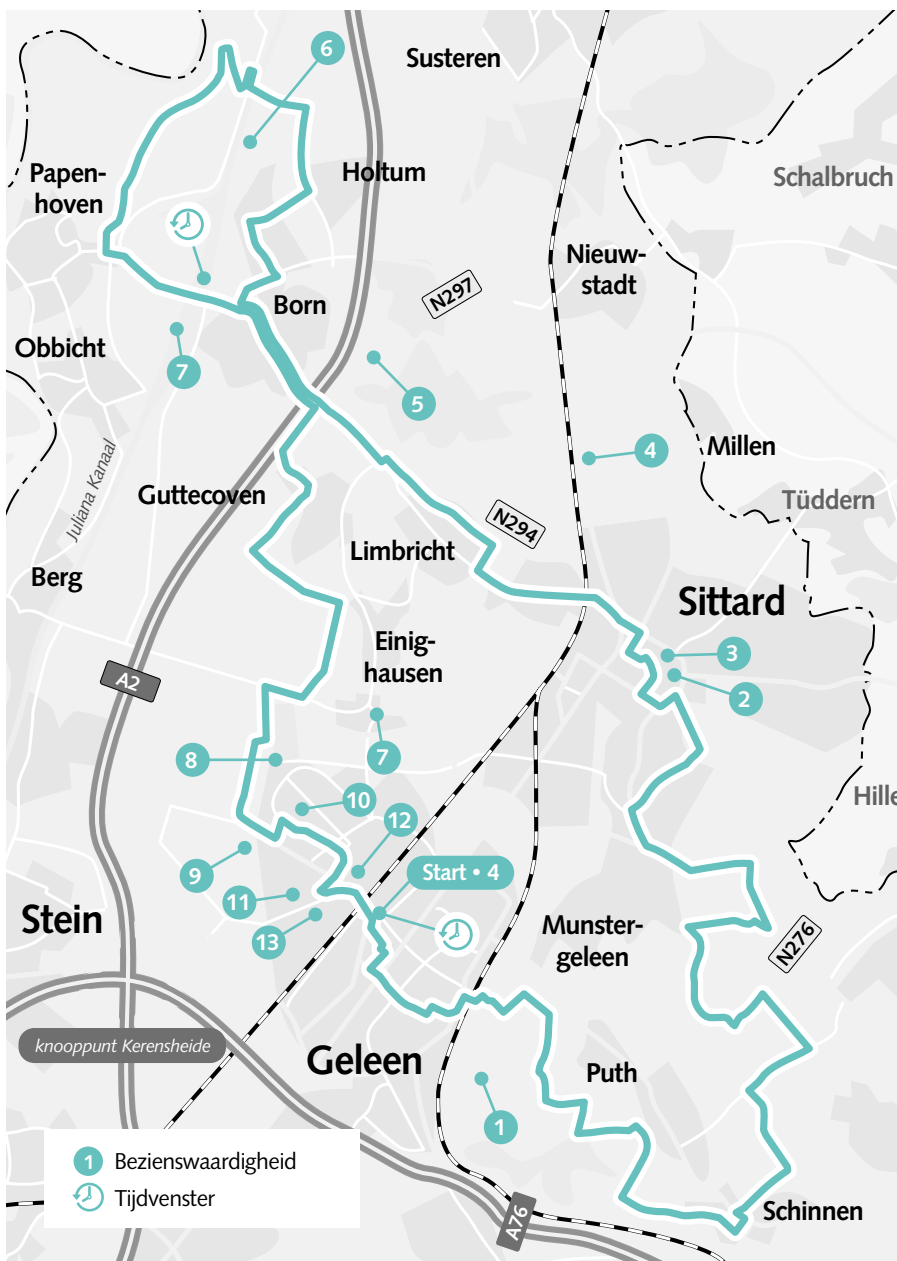 6
Susteren
Papen-
hoven
Holtum
Schalbruch
Nieuw-
stadt
N297
Born
Obbicht
7
5
4
Millen
Juliana Kanaal
Guttecoven
Tüddern
N294
Limbricht
Berg
Sittard
Einig-
hausen
3
A2
2
8
7
Hille
10
12
9
Start • 4
11
Stein
13
Munster-
geleen
N276
knooppunt Kerensheide
Geleen
Puth
1
1 Bezienswaardigheid
Tijdvenster
Schinnen
A76